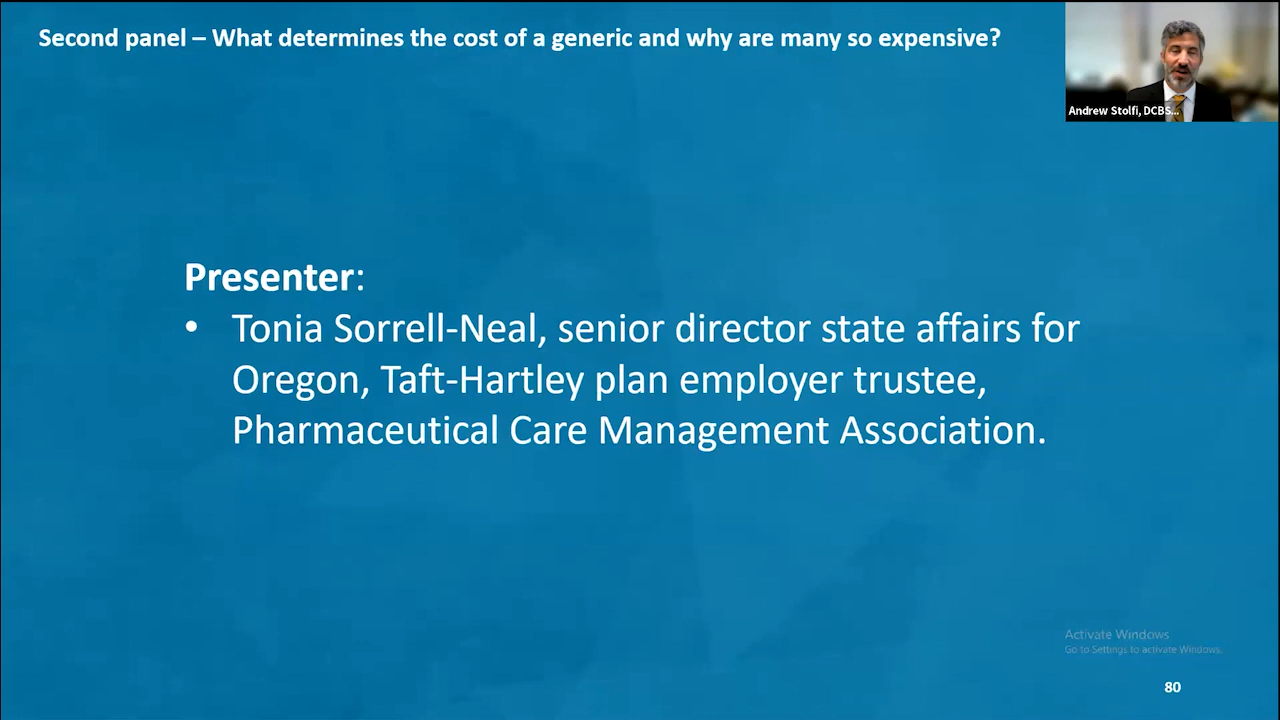 Second panel – What determines the cost of a generic and why are many so expensive?
Andrew Stolfi, DCBS...
Presenter:
• Tonia Sorrell-Neal, senior director state affairs for
Oregon, Taft-Hartley plan employer trustee,
Pharmaceutical Care Management Association.
Activate Windows
Go to Settings to activate Windows.
80